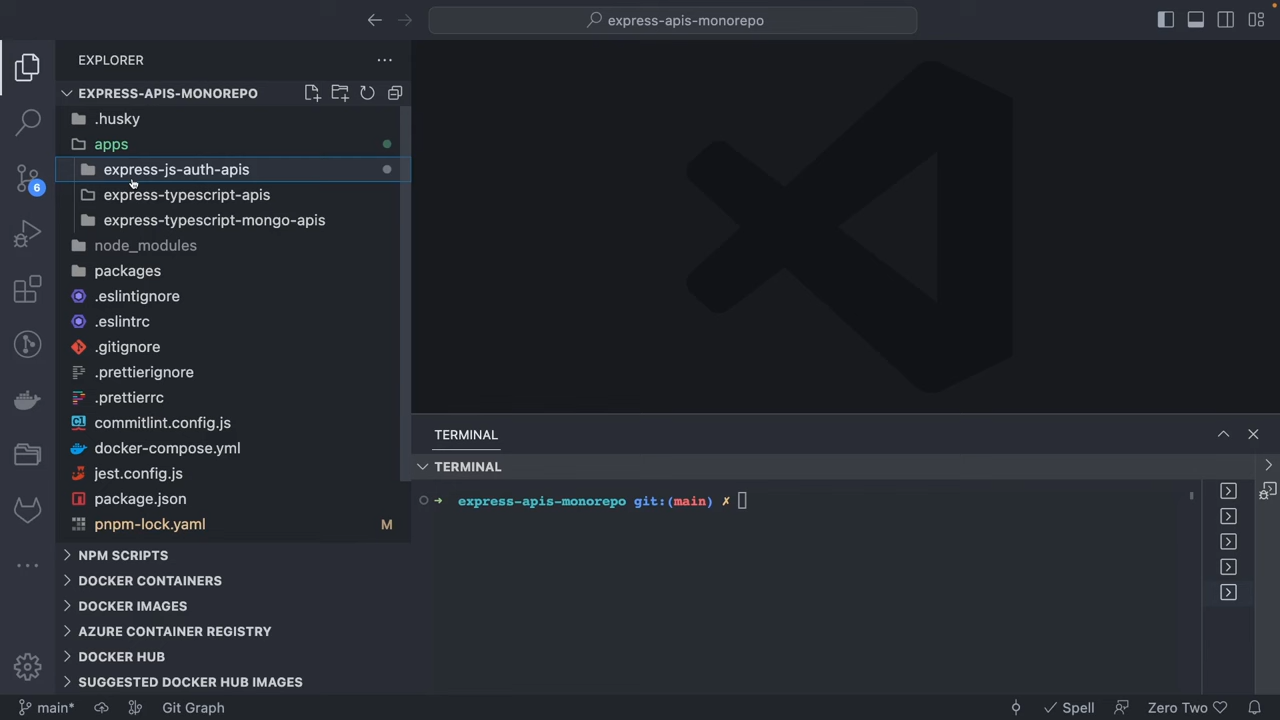 express-apis-monorepo
EXPLORER
EXPRESS-APIS-MONOREPO
.husky
apps
express-js-auth-apis
express-typescript-apis
express-typescript-mongo-apis
node_modules
packages
.eslintignore
.eslintrc
.gitignore
.prettierignore
.prettierrc
commitlint.config.js
docker-compose.yml
jest.config.js
package.json
pnpm-lock.yaml M
6
NPM SCRIPTS
DOCKER CONTAINERS
DOCKER IMAGES
AZURE CONTAINER REGISTRY
DOCKER HUB
SUGGESTED DOCKER HUB IMAGES
TERMINAL
TERMINAL
→ express-apis-monorepo git:(main) ✗
main* Git Graph Spell Zero Two ♡